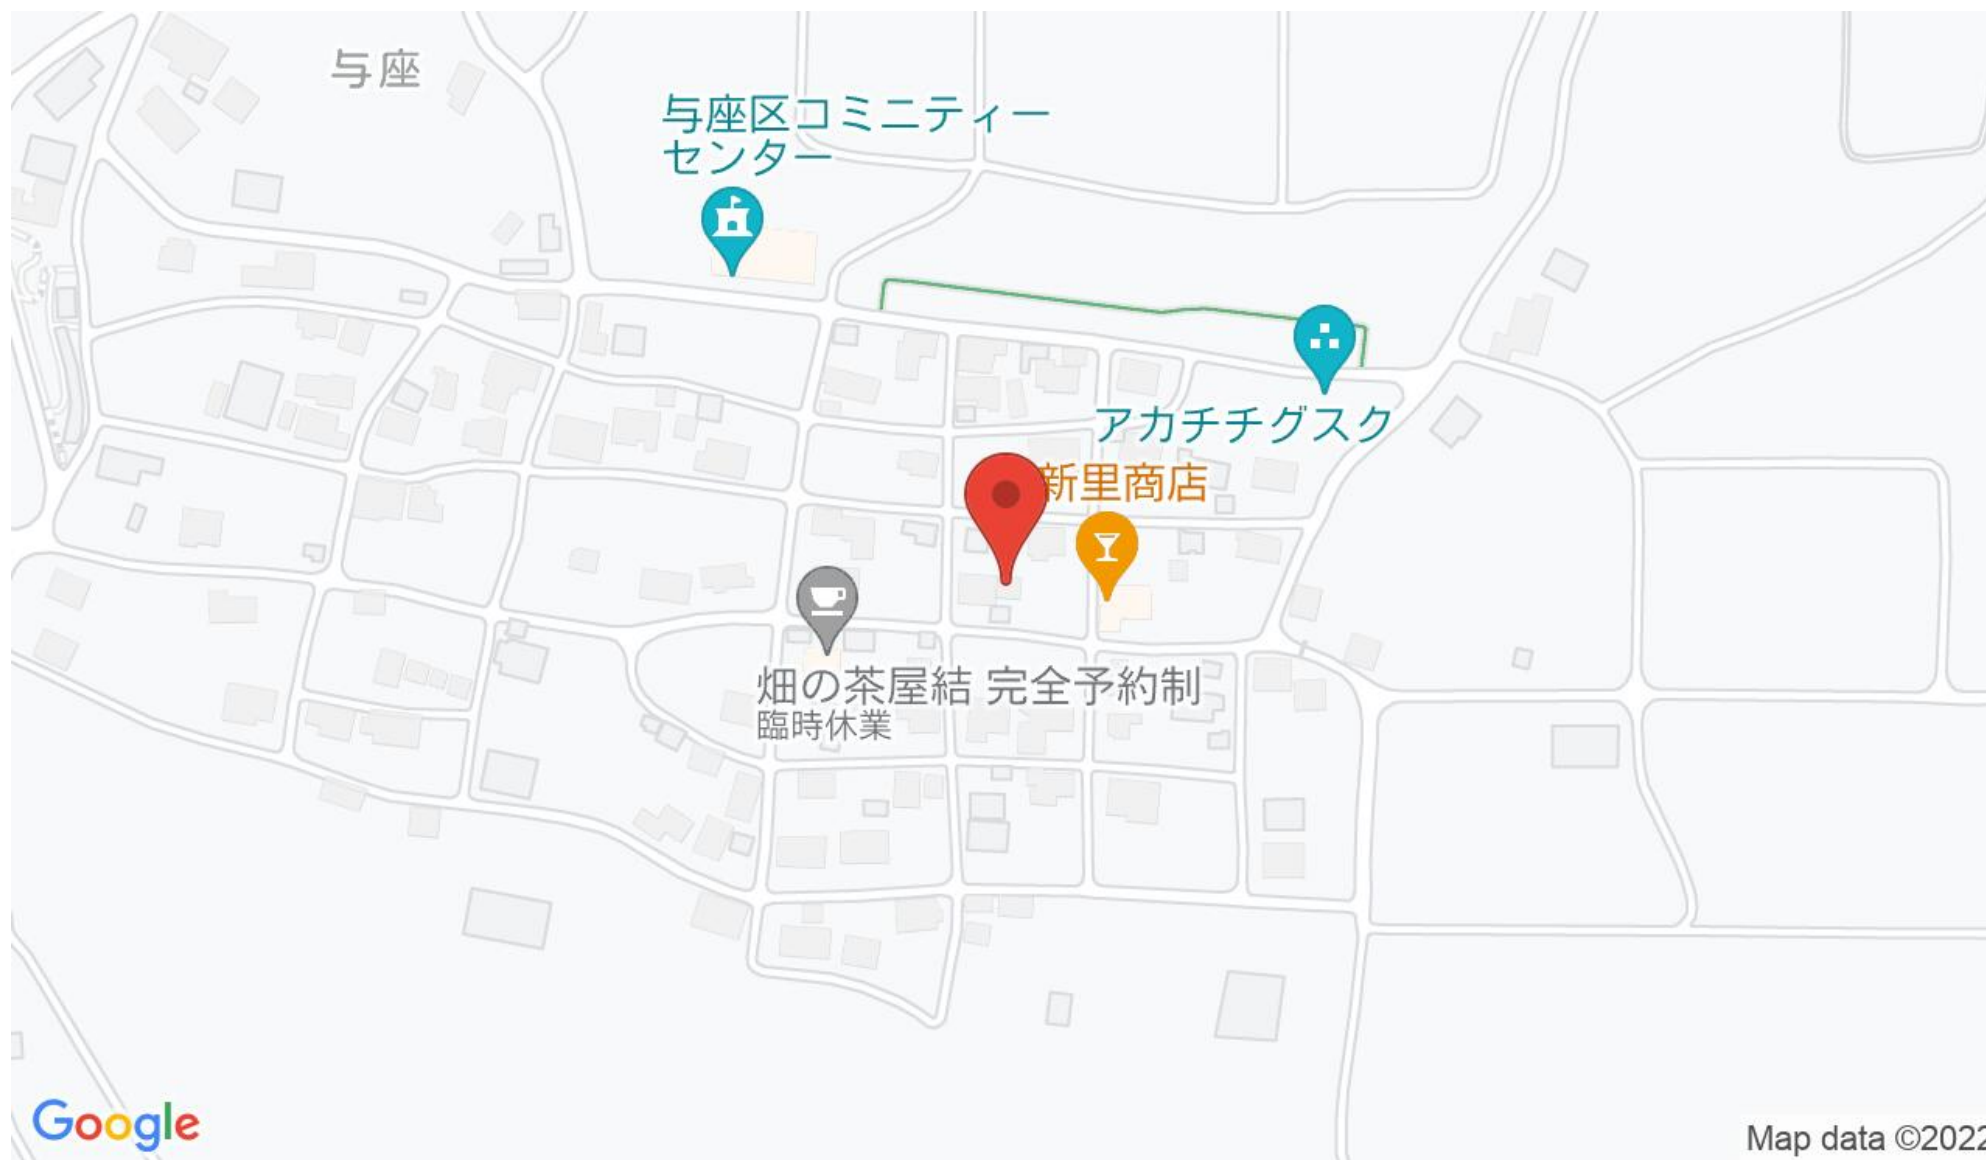 与座
与座区コミニティー
センター
アカチチグスク
新里商店
畑の茶屋結 完全予約制
臨時休業
Google
Map data ©2022